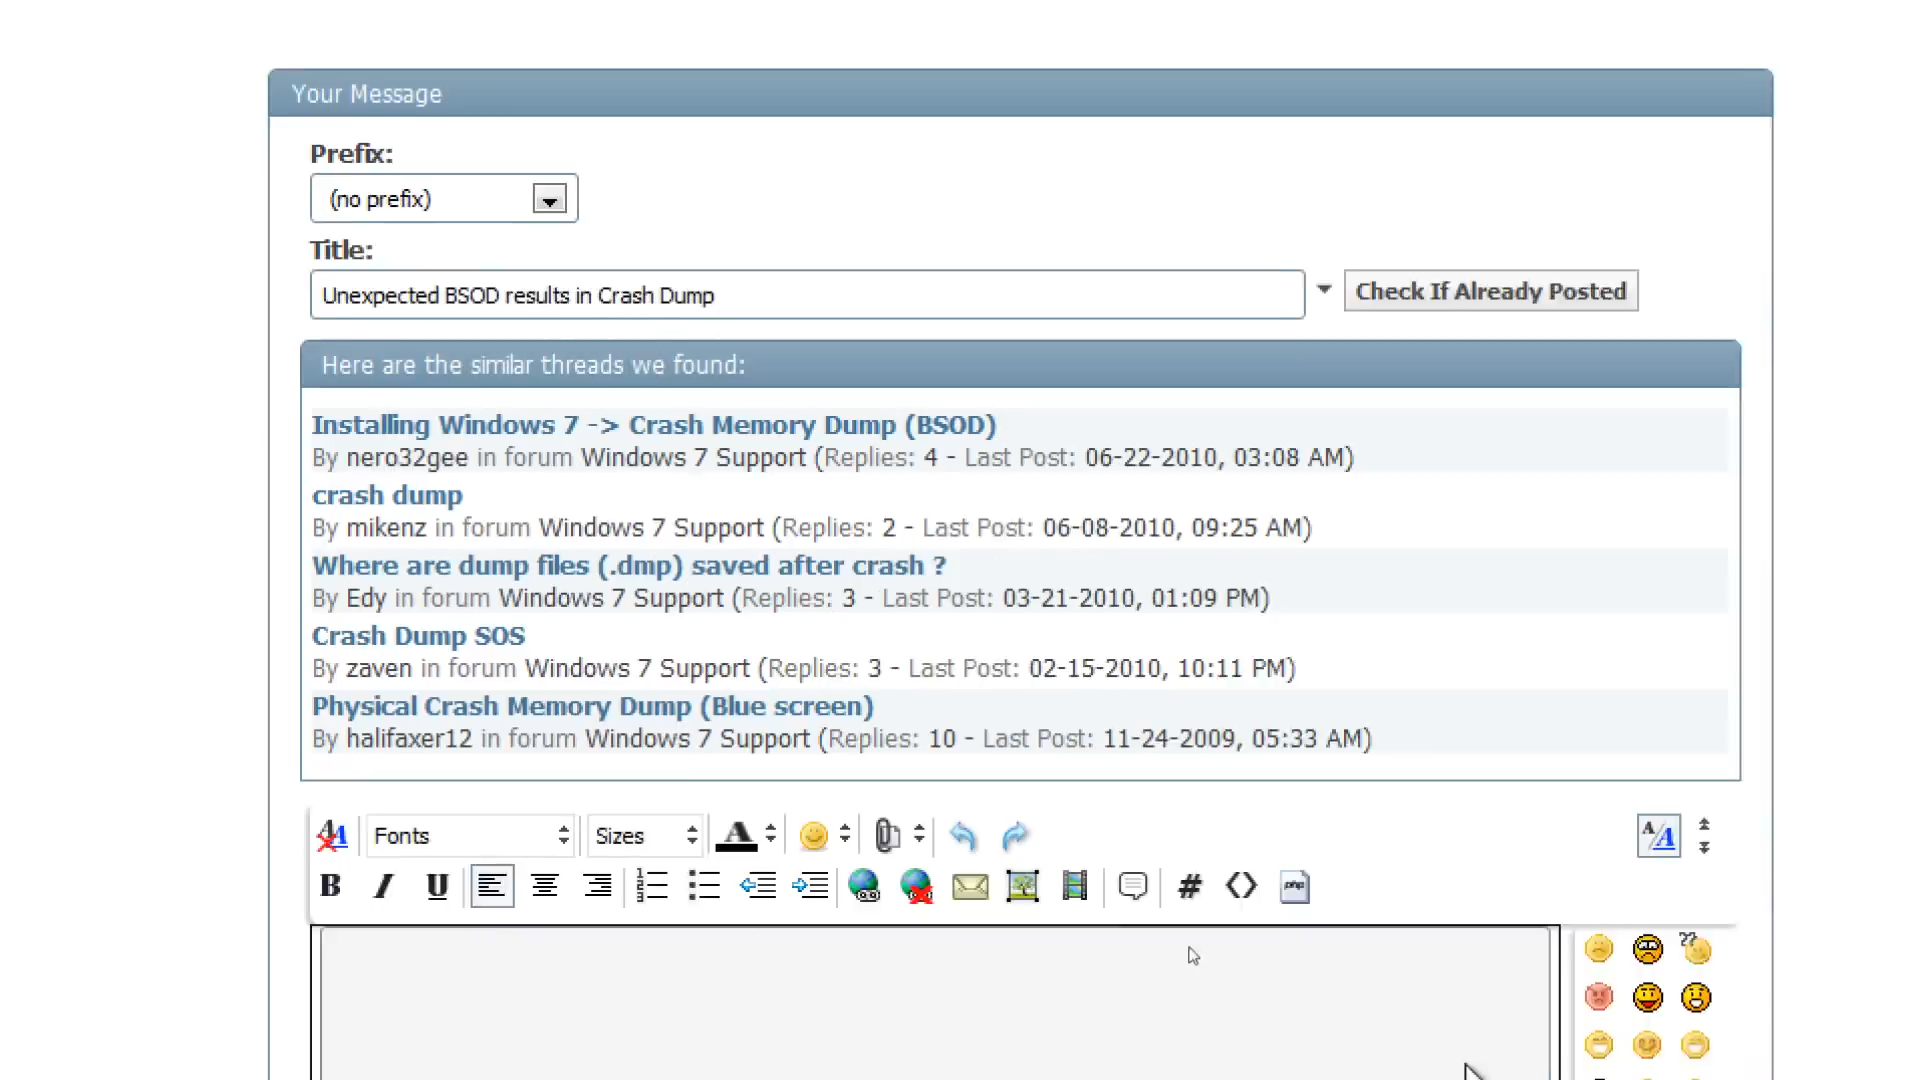 Your Message
Prefix:
(no prefix)
Title:
Unexpected BSOD results in Crash Dump
Check If Already Posted
Here are the similar threads we found:
Installing Windows 7 -> Crash Memory Dump (BSOD)
By nero32gee in forum Windows 7 Support (Replies: 4 - Last Post: 06-22-2010, 03:08 AM)
crash dump
By mikenz in forum Windows 7 Support (Replies: 2 - Last Post: 06-08-2010, 09:25 AM)
Where are dump files (.dmp) saved after crash ?
By Edy in forum Windows 7 Support (Replies: 3 - Last Post: 03-21-2010, 01:09 PM)
Crash Dump SOS
By zaven in forum Windows 7 Support (Replies: 3 - Last Post: 02-15-2010, 10:11 PM)
Physical Crash Memory Dump (Blue screen)
By halifaxer12 in forum Windows 7 Support (Replies: 10 - Last Post: 11-24-2009, 05:33 AM)
Fonts
Sizes
A
A/A
B I U # <> php